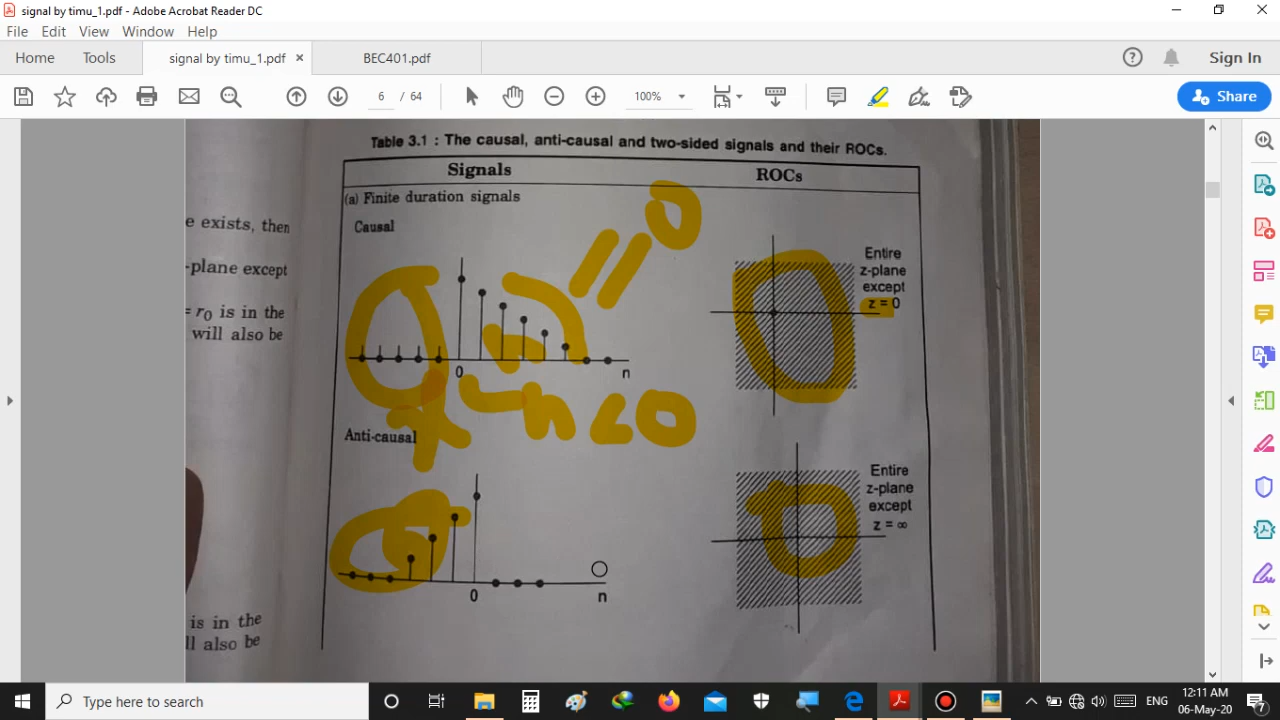 signal by timu_1.pdf - Adobe Acrobat Reader DC
File Edit View Window Help
Home Tools signal by timu_1.pdf × BEC401.pdf Sign In
6 / 64 100% Share
Table 3.1 : The causal, anti-causal and two-sided signals and their ROCs.
Signals ROCs
(a) Finite duration signals
Causal
e exists, then
-plane except
= r0 is in the
will also be
Entire
z-plane
except
z = 0
= 0
0 n
n < 0
Anti-causal
Entire
z-plane
except
z = ∞
0 n
is in the
ll also be
Type here to search
ENG
12:11 AM
06-May-20
7